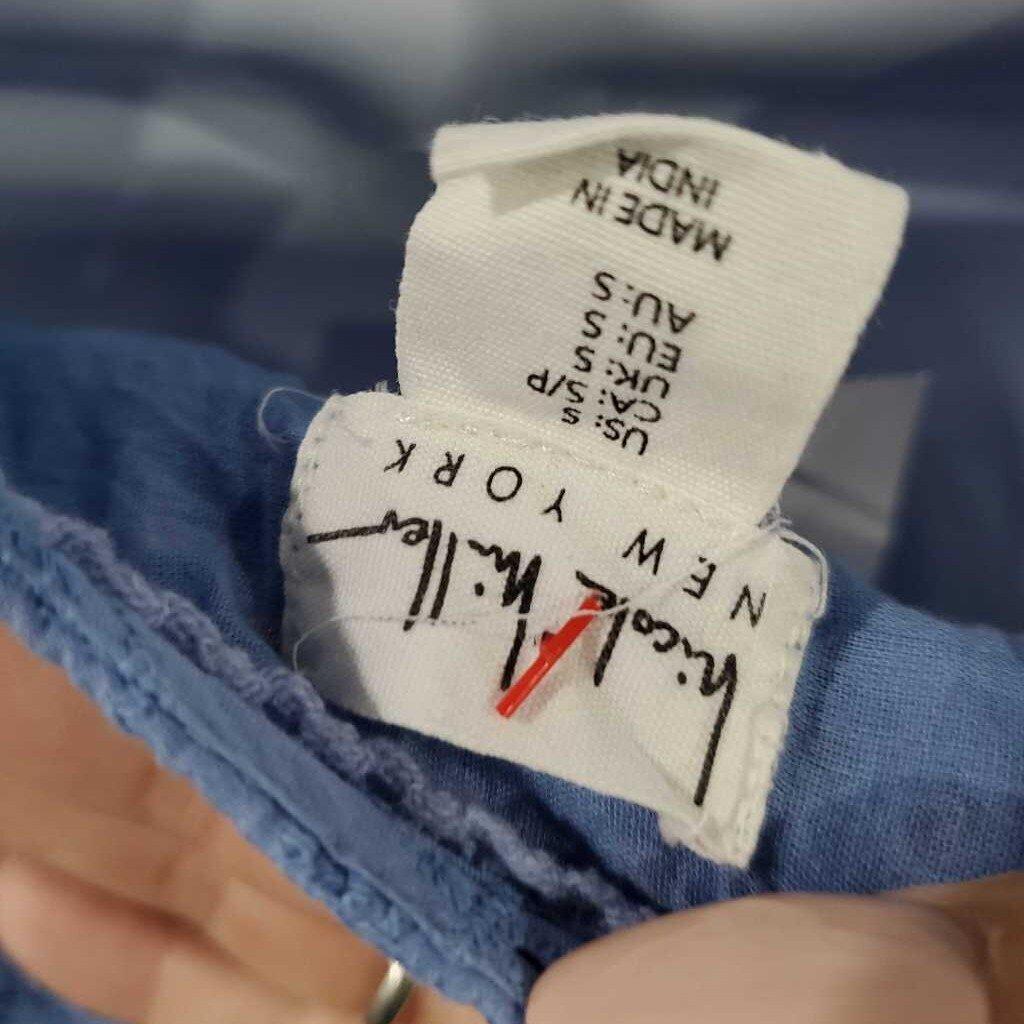 nicole miller
NEW YORK
US: S
CA: S/P
UK: S
EU: S
AU: S
MADE IN
INDIA